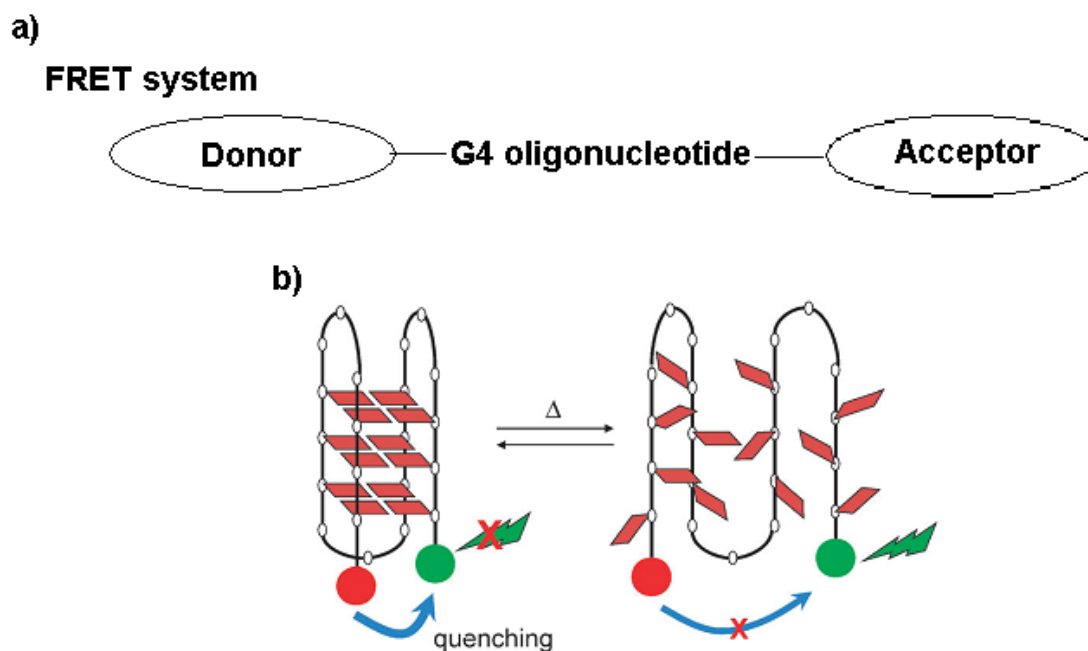 a)
FRET system
Donor
G4 oligonucleotide
Acceptor
b)
Δ
X
quenching
X